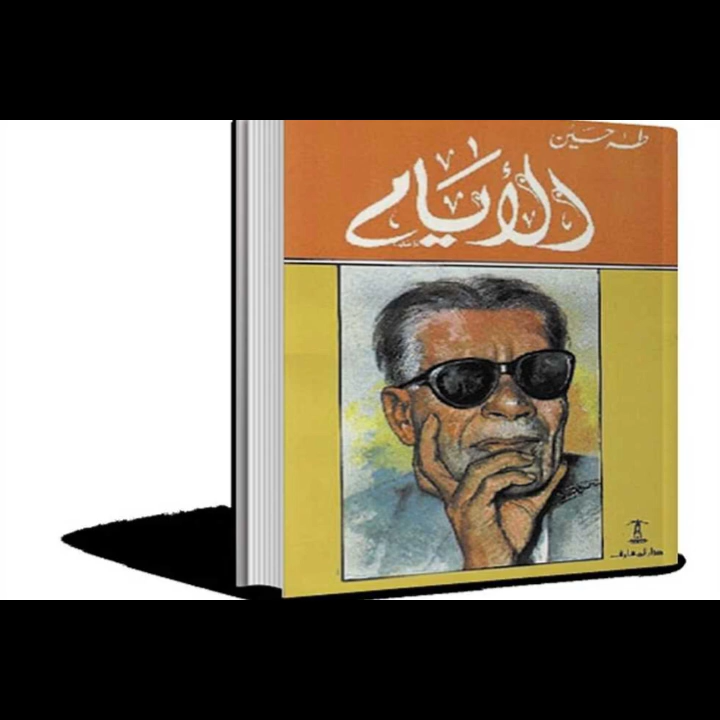 طه حسين
الأيام
دار المعارف